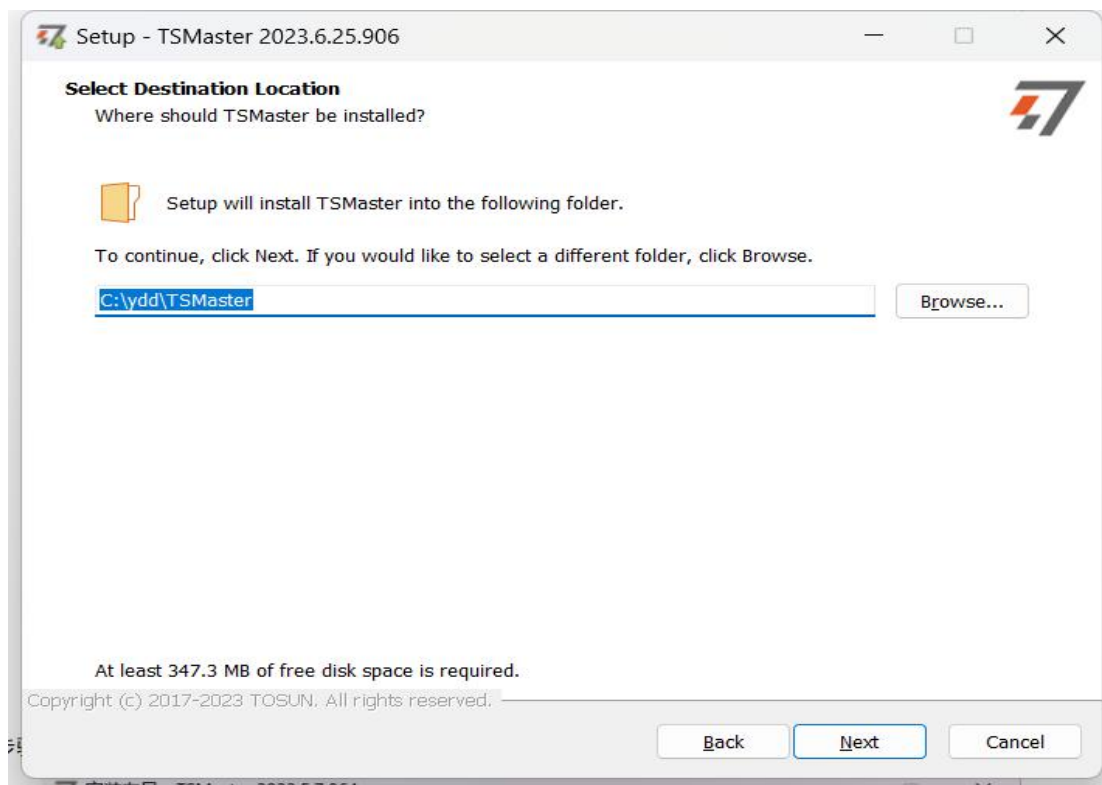 Setup - TSMaster 2023.6.25.906
Select Destination Location
Where should TSMaster be installed?
Setup will install TSMaster into the following folder.
To continue, click Next. If you would like to select a different folder, click Browse.
C:\ydd\TSMaster
Browse...
At least 347.3 MB of free disk space is required.
Copyright (c) 2017-2023 TOSUN. All rights reserved.
Back
Next
Cancel